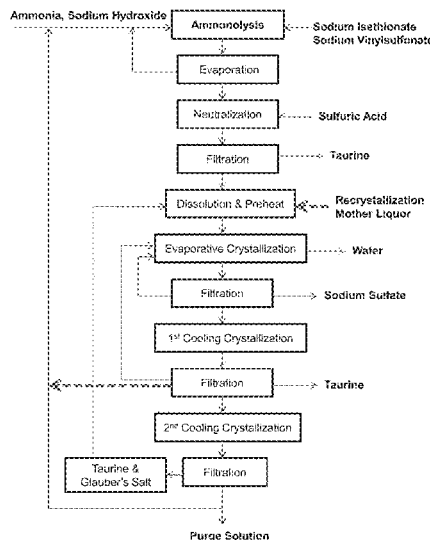 Ammonia, Sodium Hydroxide
Ammonolysis
Sodium Isethionate
Sodium Vinylsulfonate
Evaporation
Neutralization
Sulfuric Acid
Filtration
Taurine
Dissolution & Preheat
Recrystallization
Mother Liquor
Evaporative Crystallization
Water
Filtration
Sodium Sulfate
1st Cooling Crystallization
Filtration
Taurine
2nd Cooling Crystallization
Taurine &
Glauber's Salt
Filtration
Purge Solution